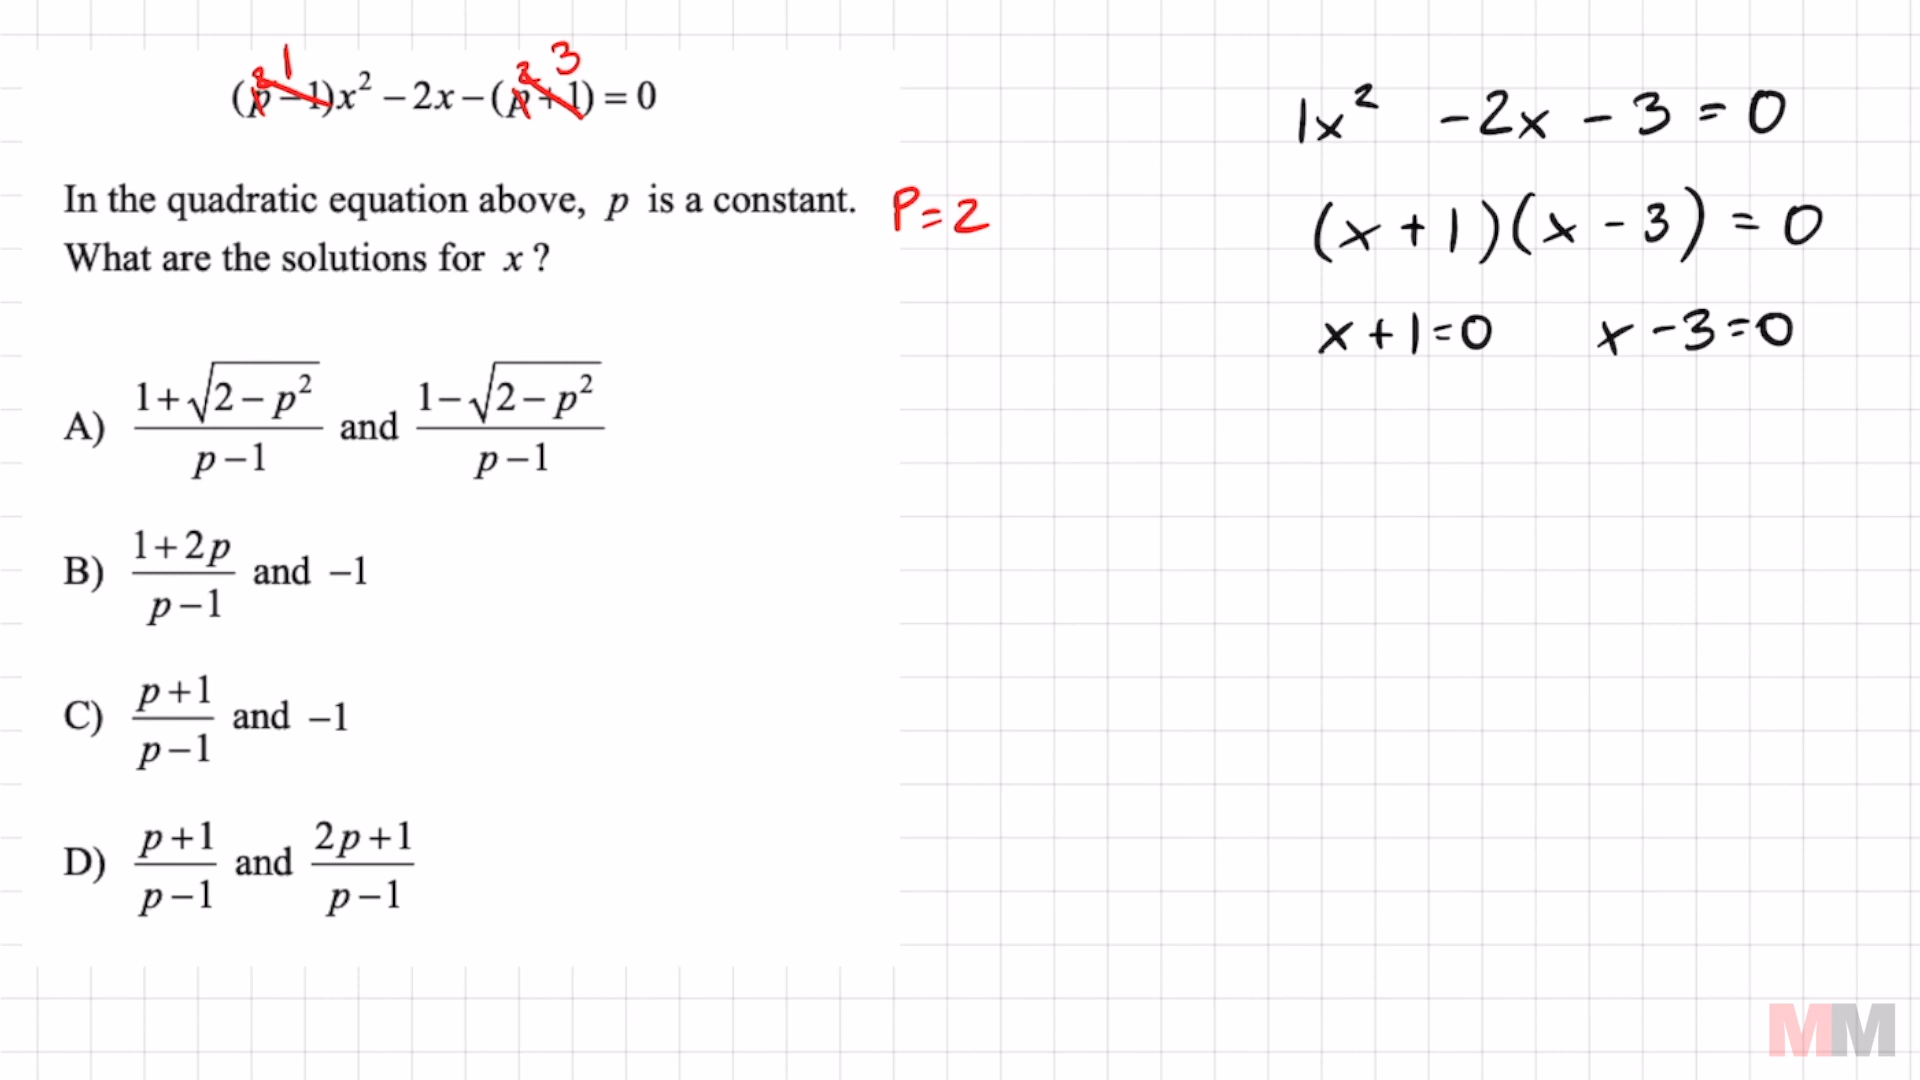 (p – 1)x² – 2x – (p + 1) = 0
2 1
2 3
In the quadratic equation above, p is a constant.
What are the solutions for x ?
P = 2
A) (1+√(2 – p²))/(p – 1) and (1–√(2 – p²))/(p – 1)
B) (1+2p)/(p – 1) and –1
C) (p+1)/(p – 1) and –1
D) (p+1)/(p – 1) and (2p+1)/(p – 1)
1x² - 2x - 3 = 0
(x + 1)(x - 3) = 0
x + 1 = 0 x - 3 = 0
MM